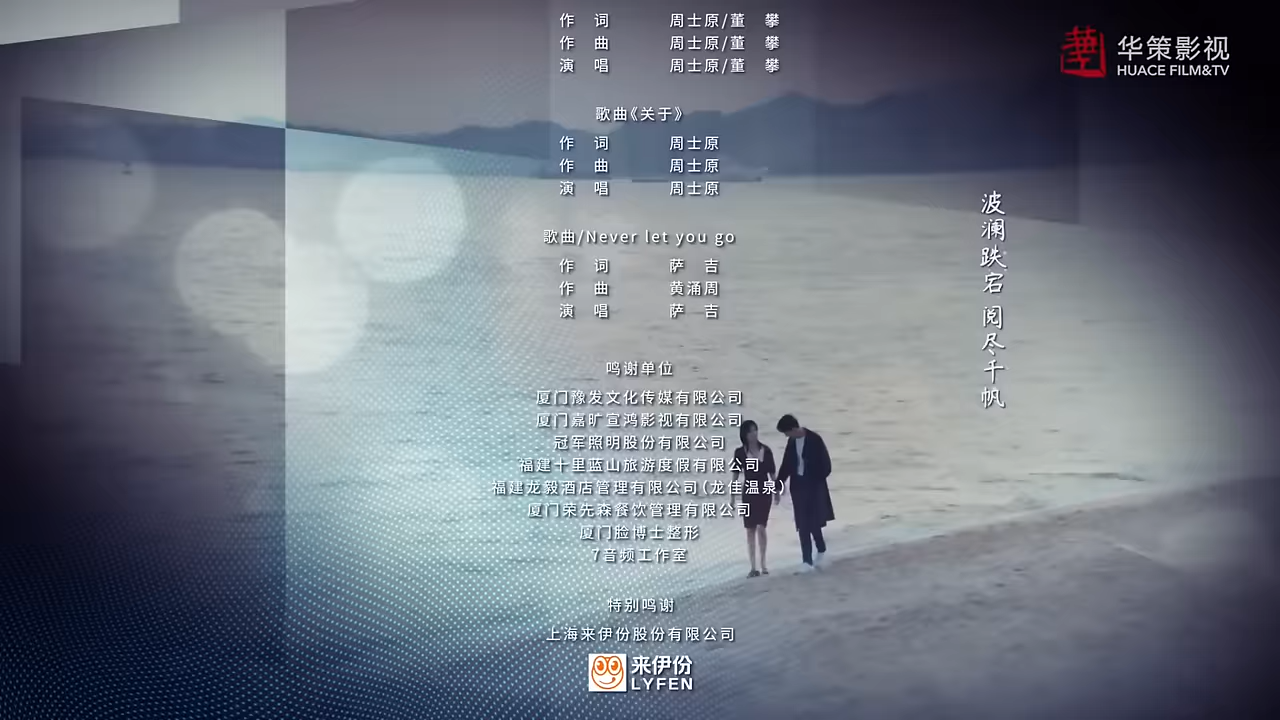 作 词 周士原/董 攀
作 曲 周士原/董 攀
演 唱 周士原/董 攀
歌曲《关于》
作 词 周士原
作 曲 周士原
演 唱 周士原
歌曲/Never let you go
作 词 萨 吉
作 曲 黄涌周
演 唱 萨 吉
鸣谢单位
厦门豫发文化传媒有限公司
厦门嘉旷宣鸿影视有限公司
冠军照明股份有限公司
福建十里蓝山旅游度假有限公司
福建龙毅酒店管理有限公司(龙佳温泉)
厦门荣先森餐饮管理有限公司
厦门脸博士整形
7音频工作室
特别鸣谢
上海来伊份股份有限公司
来伊份
LYFEN
华策影视
HUACE FILM&TV
波澜跌宕 阅尽千帆